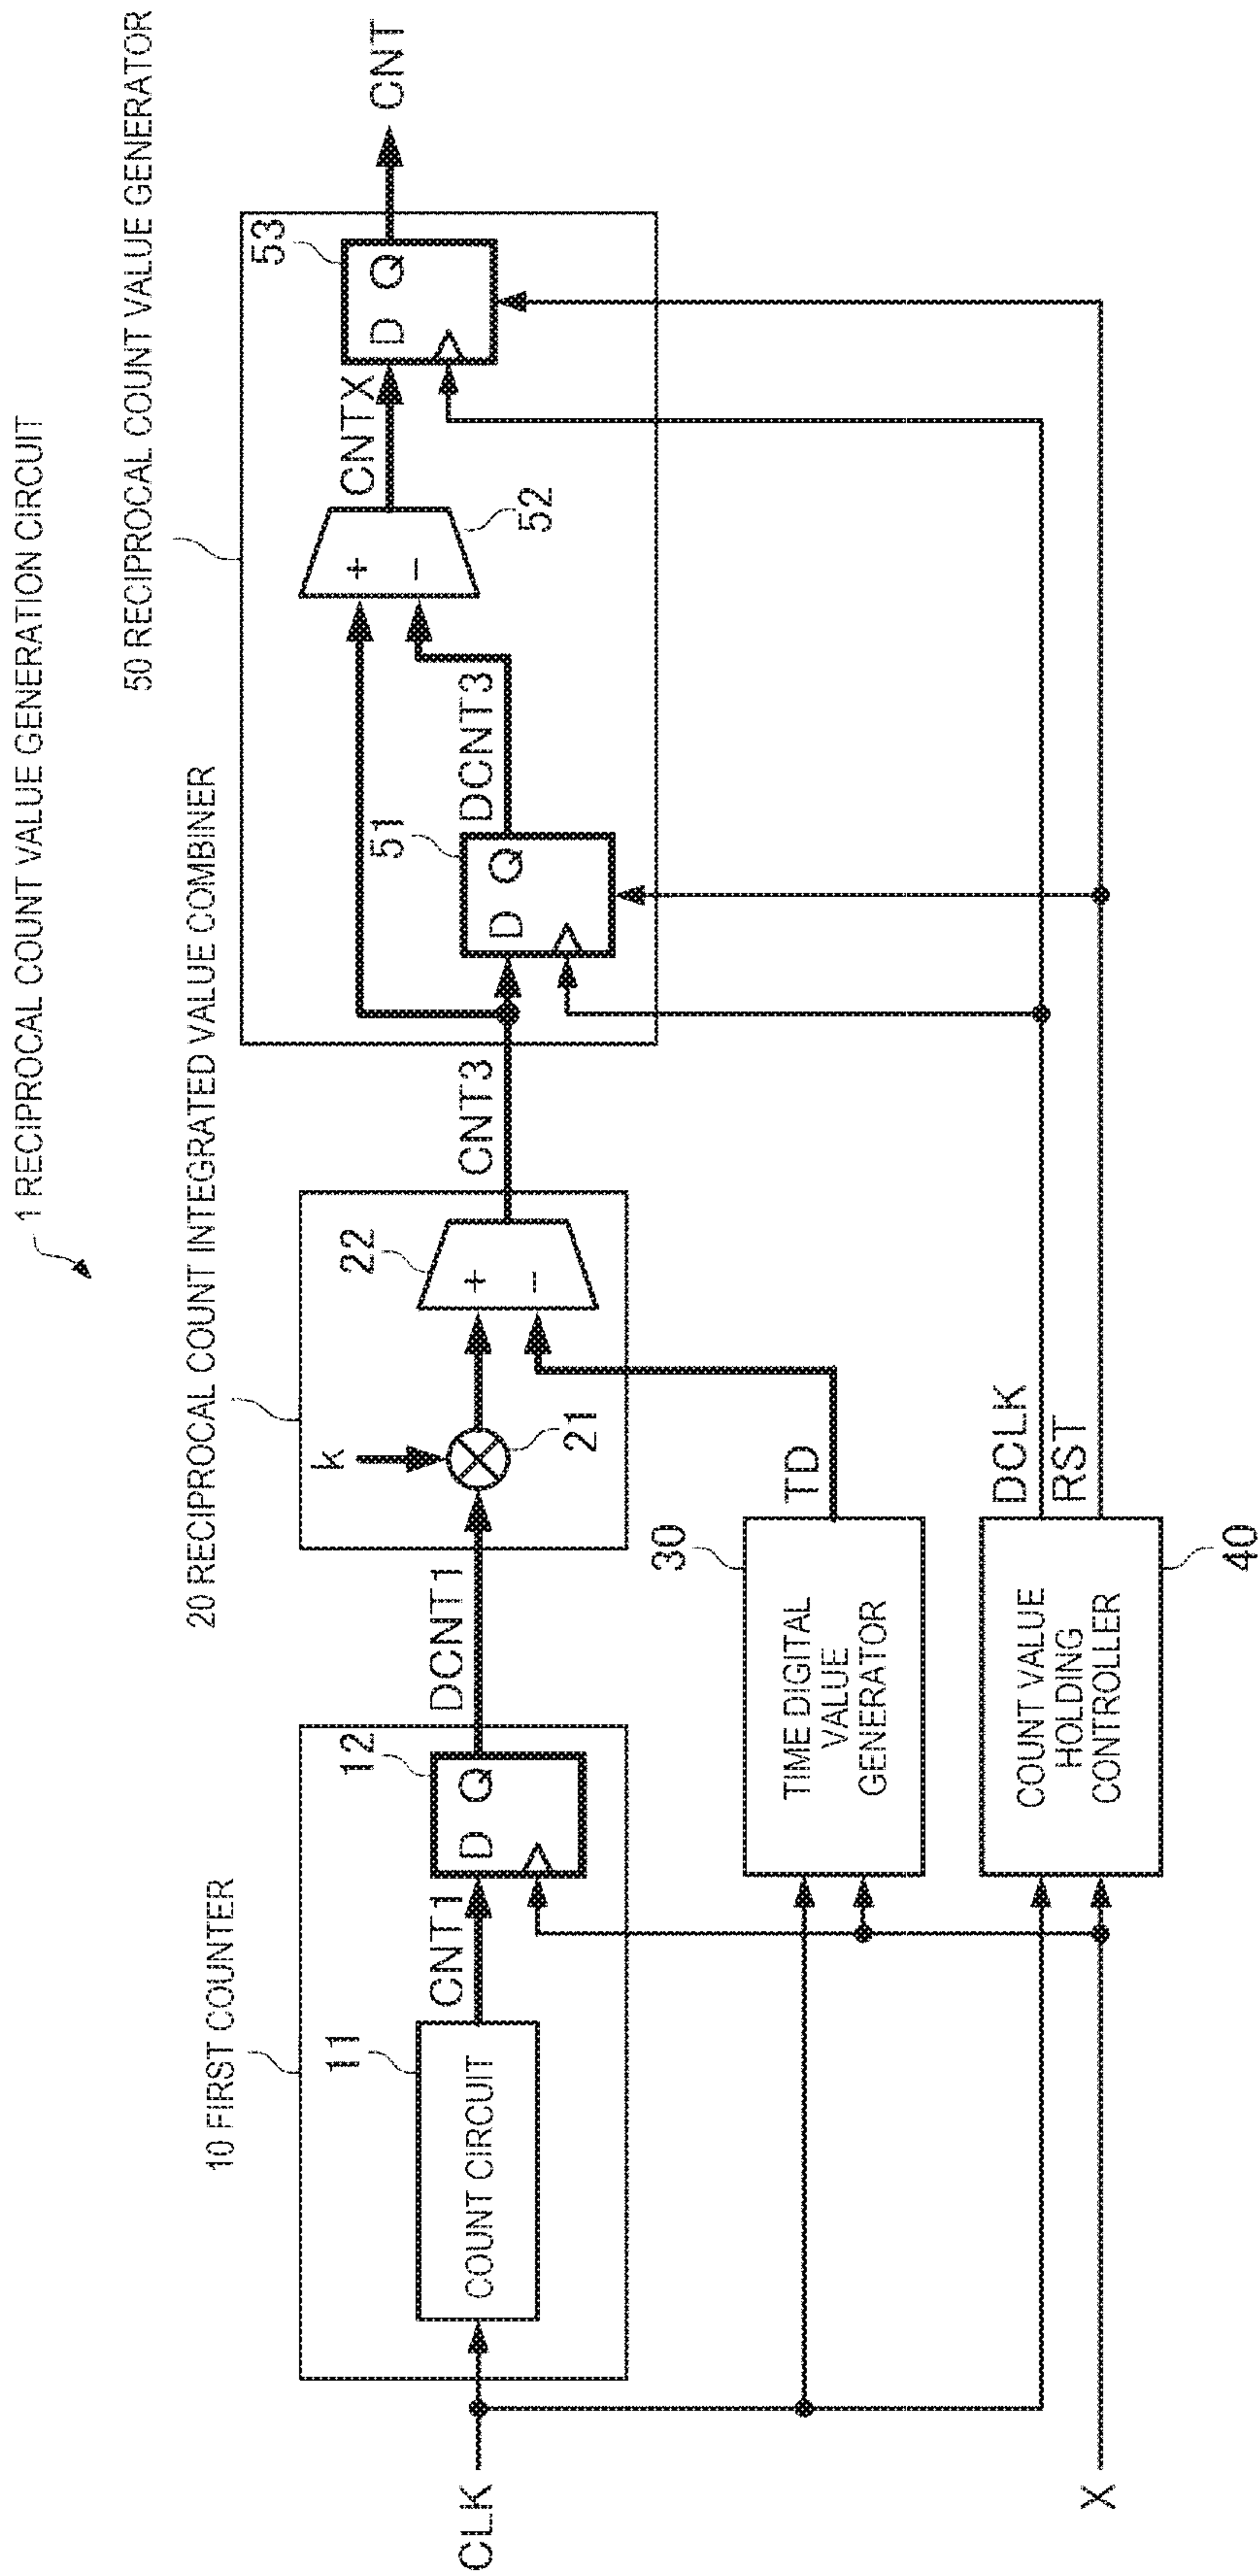 1 RECIPROCAL COUNT VALUE GENERATION CIRCUIT
10 FIRST COUNTER
20 RECIPROCAL COUNT INTEGRATED VALUE COMBINER
50 RECIPROCAL COUNT VALUE GENERATOR
CLK
11
COUNT CIRCUIT
CNT1
12
D Q
DCNT1
k
21
22
+
−
CNT3
51
D Q
DCNT3
+
−
52
CNTX
53
D Q
CNT
30
TIME DIGITAL
VALUE
GENERATOR
TD
X
COUNT VALUE
HOLDING
CONTROLLER
40
DCLK
RST